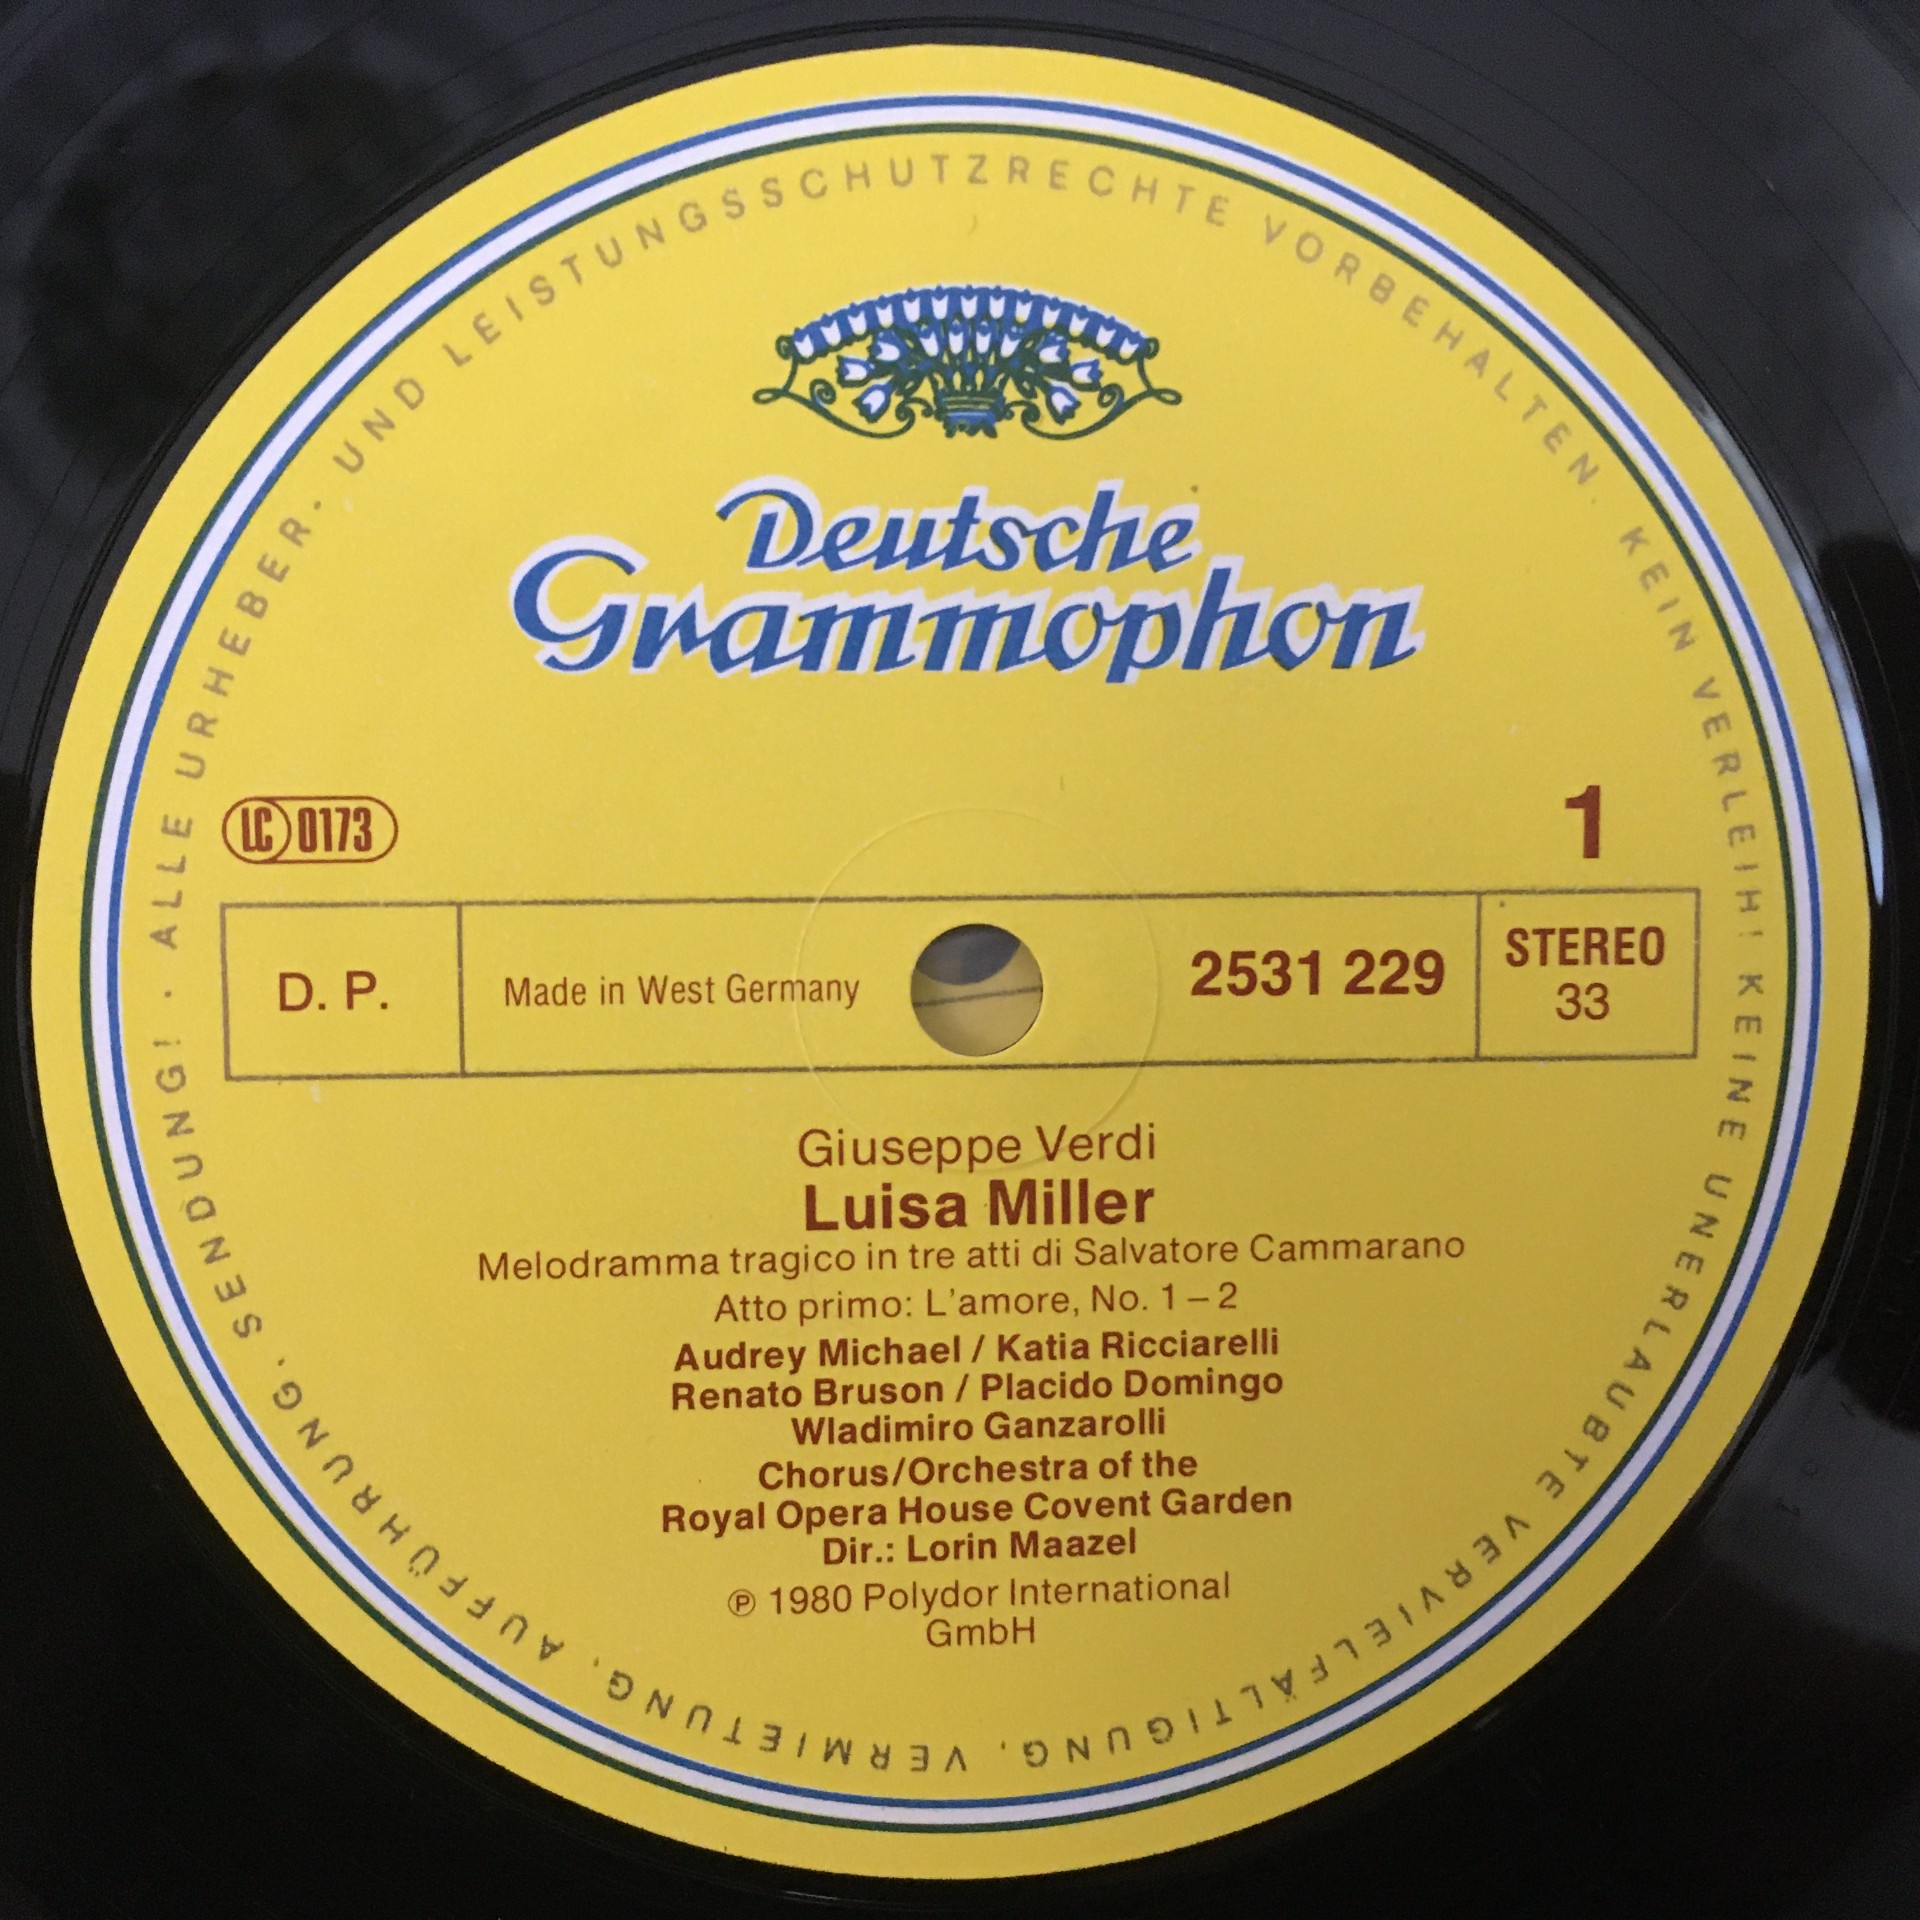 ALLE URHEBER- UND LEISTUNGSSCHUTZRECHTE VORBEHALTEN. KEIN VERLEIH! KEINE UNERLAUBTE VERVIELFÄLTIGUNG, VERMIETUNG, AUFFÜHRUNG, SENDUNG! ·
Deutsche
Grammophon
LC 0173
1
D. P.
Made in West Germany
2531 229
STEREO
33
Giuseppe Verdi
Luisa Miller
Melodramma tragico in tre atti di Salvatore Cammarano
Atto primo: L'amore, No. 1 – 2
Audrey Michael / Katia Ricciarelli
Renato Bruson / Placido Domingo
Wladimiro Ganzarolli
Chorus/Orchestra of the
Royal Opera House Covent Garden
Dir.: Lorin Maazel
℗ 1980 Polydor International
GmbH